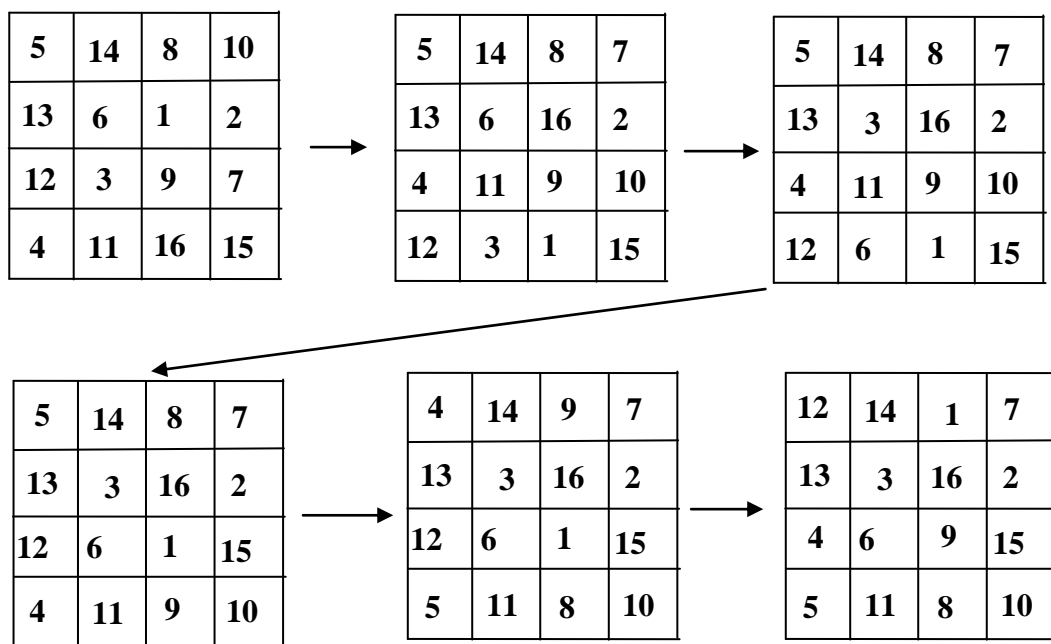 5 14 8 10
13 6 1 2
12 3 9 7
4 11 16 15
5 14 8 7
13 6 16 2
4 11 9 10
12 3 1 15
5 14 8 7
13 3 16 2
4 11 9 10
12 6 1 15
5 14 8 7
13 3 16 2
12 6 1 15
4 11 9 10
4 14 9 7
13 3 16 2
12 6 1 15
5 11 8 10
12 14 1 7
13 3 16 2
4 6 9 15
5 11 8 10